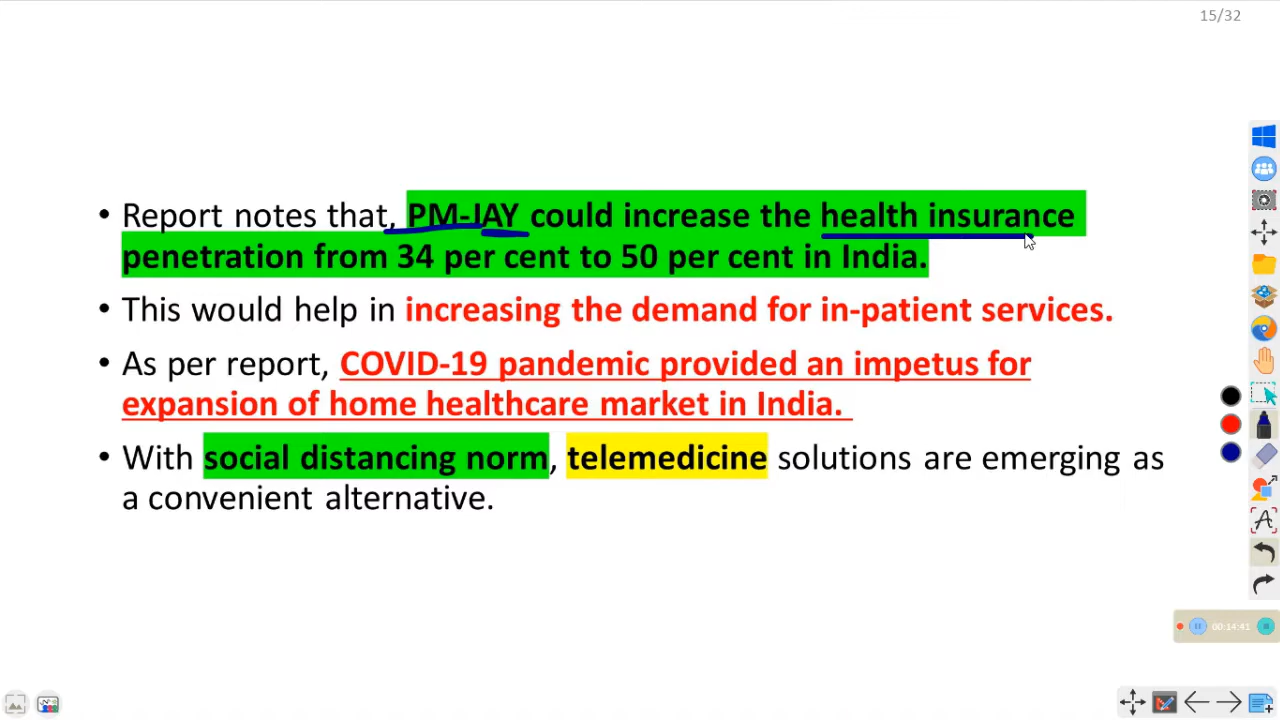 15/32
• Report notes that, PM-JAY could increase the health insurance
penetration from 34 per cent to 50 per cent in India.
• This would help in increasing the demand for in-patient services.
• As per report, COVID-19 pandemic provided an impetus for
expansion of home healthcare market in India.
• With social distancing norm, telemedicine solutions are emerging as
a convenient alternative.
00:14:41